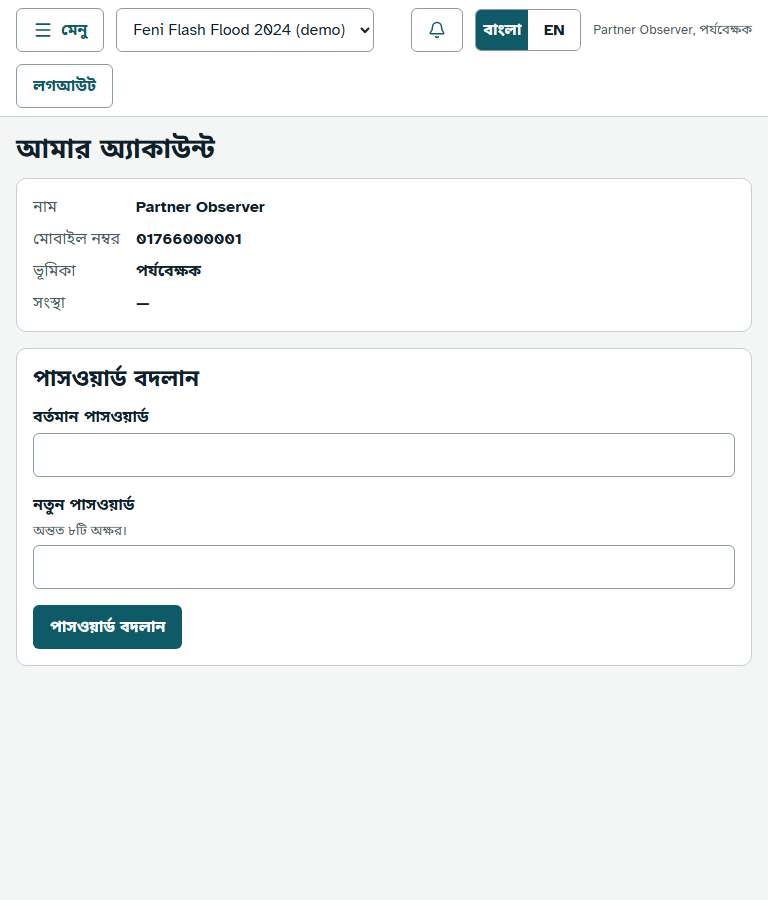 মেনু
Feni Flash Flood 2024 (demo)
বাংলা
EN
Partner Observer, পর্যবেক্ষক
লগআউট
আমার অ্যাকাউন্ট
নাম Partner Observer
মোবাইল নম্বর 01766000001
ভূমিকা পর্যবেক্ষক
সংস্থা —
পাসওয়ার্ড বদলান
বর্তমান পাসওয়ার্ড
নতুন পাসওয়ার্ড
অন্তত ৮টি অক্ষর।
পাসওয়ার্ড বদলান